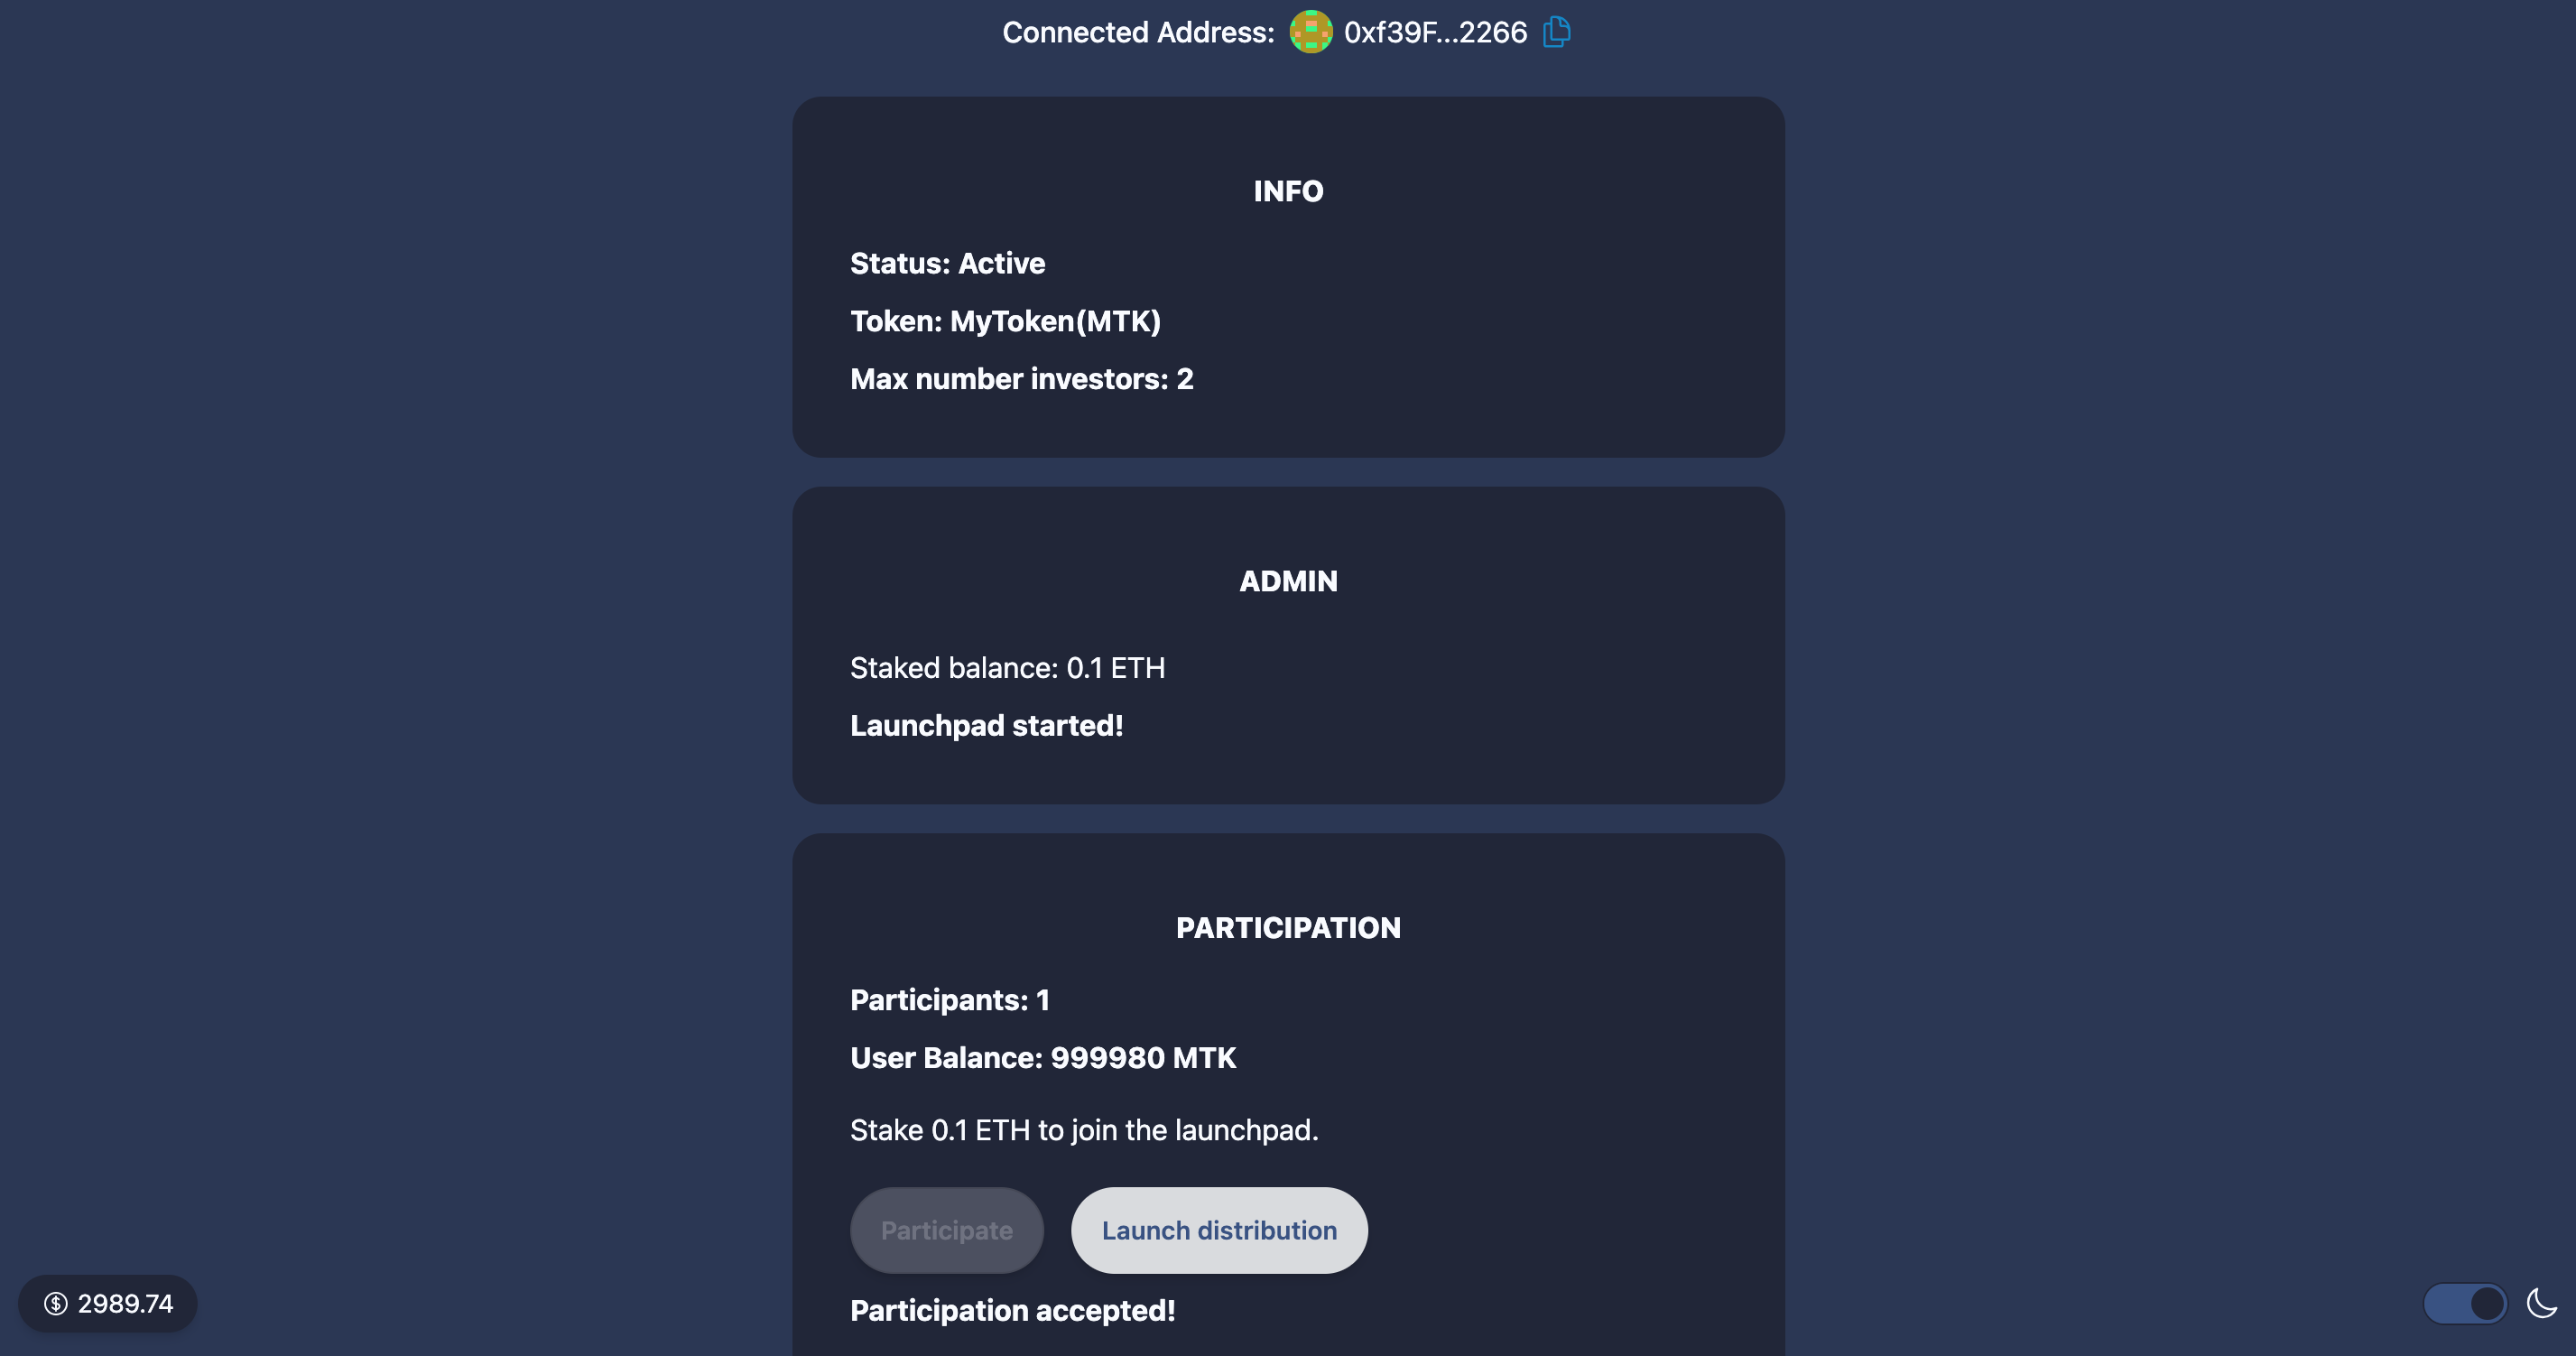 Connected Address: 0xf39F...2266
INFO
Status: Active
Token: MyToken(MTK)
Max number investors: 2
ADMIN
Staked balance: 0.1 ETH
Launchpad started!
PARTICIPATION
Participants: 1
User Balance: 999980 MTK
Stake 0.1 ETH to join the launchpad.
Participate
Launch distribution
Participation accepted!
$ 2989.74